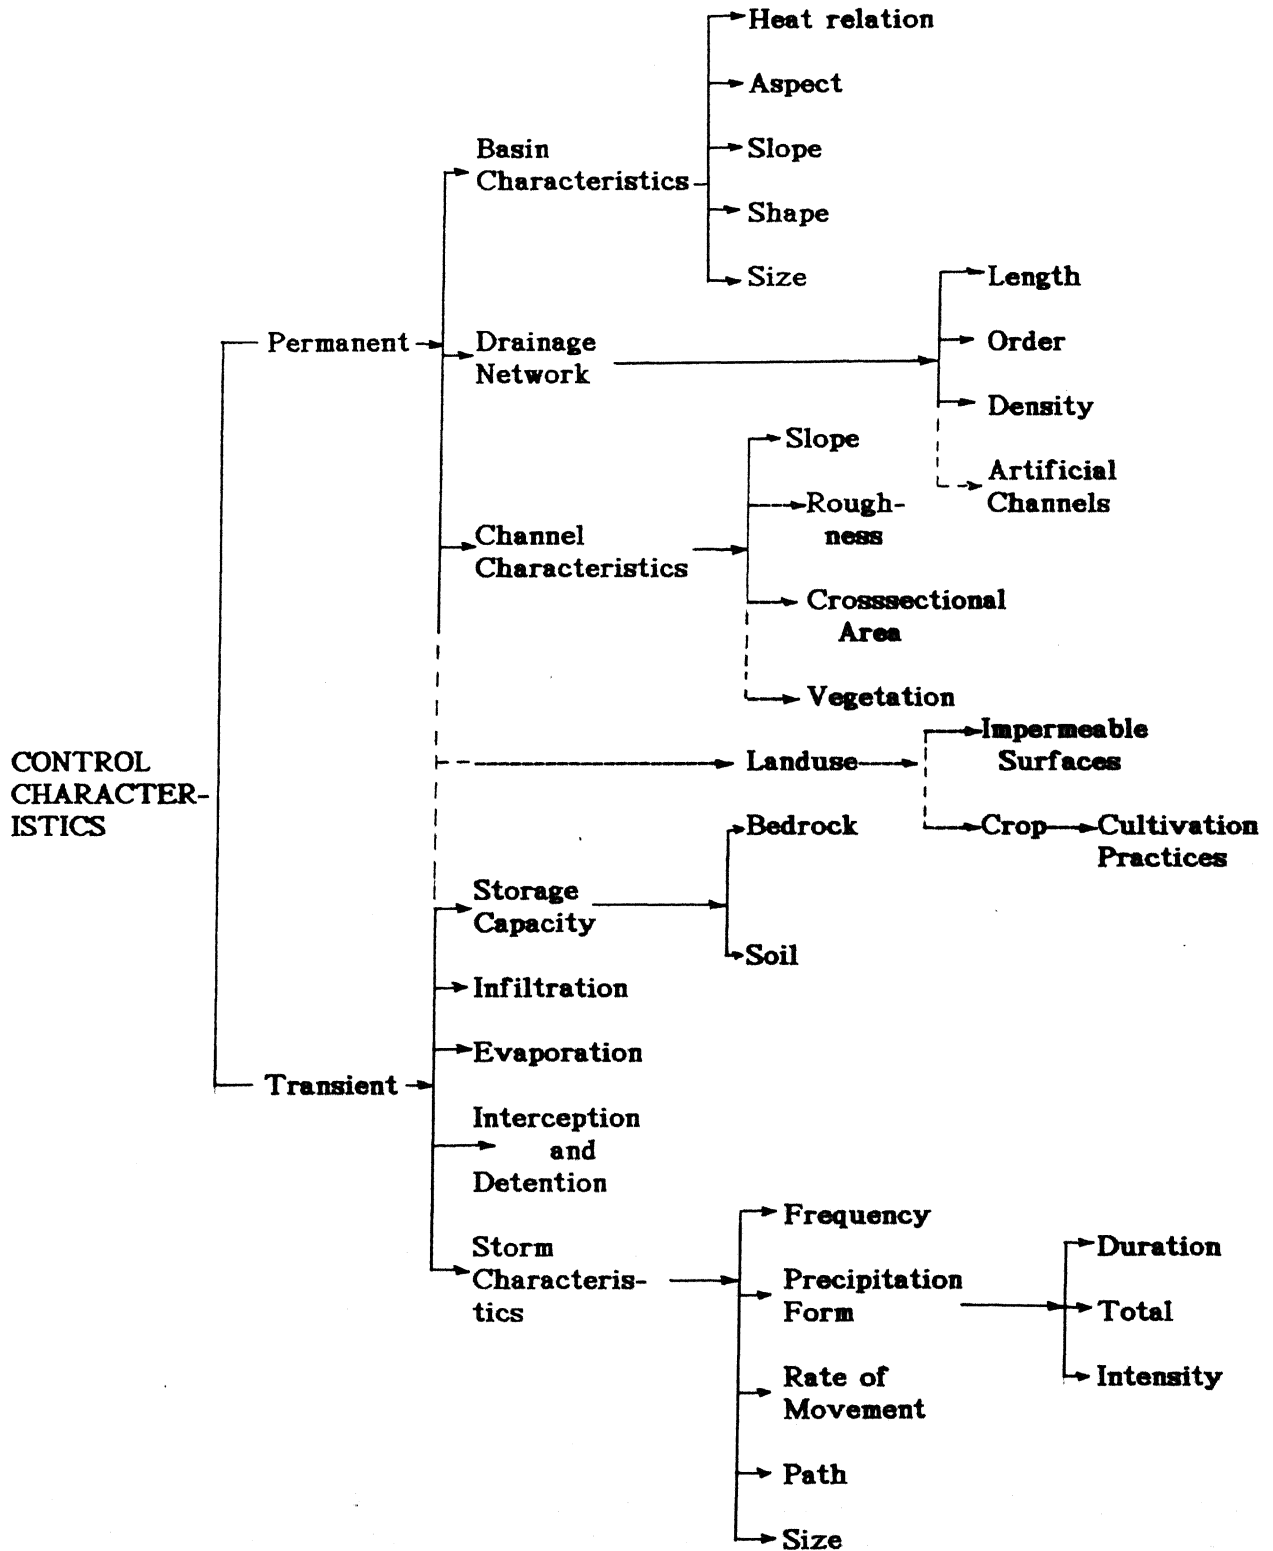 Heat relation
Aspect
Basin
Characteristics
Slope
Shape
Size
Length
Permanent
Drainage
Network
Order
Density
Slope
Artificial
Channels
Rough-
ness
Channel
Characteristics
Crosssectional
Area
Vegetation
Impermeable
Surfaces
CONTROL
CHARACTER-
ISTICS
Landuse
Bedrock
Crop
Cultivation
Practices
Storage
Capacity
Soil
Infiltration
Evaporation
Transient
Interception
and
Detention
Frequency
Storm
Characteris-
tics
Precipitation
Form
Duration
Total
Intensity
Rate of
Movement
Path
Size